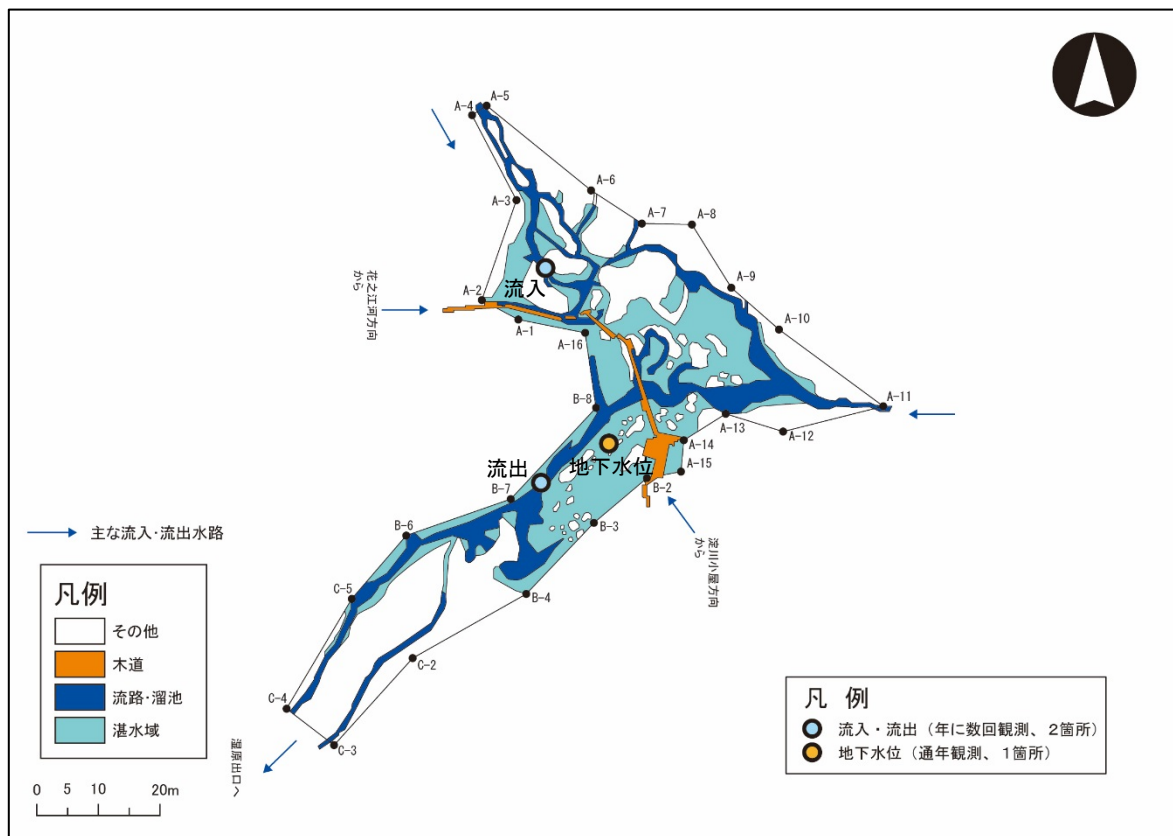 A-5
A-4
A-6
A-3
A-7
A-8
花之江河方向
から
流入
A-9
A-2
A-1
A-10
A-16
A-11
B-8
A-13
A-12
A-14
流出
地下水位
A-15
B-2
B-7
主な流入・流出水路
B-6
B-3
淀川小屋方向
から
凡例
その他
木道
流路・溜池
湛水域
C-5
B-4
C-2
C-4
C-3
湿原出口へ
凡 例
流入・流出（年に数回観測、２箇所）
地下水位（通年観測、１箇所）
0 5 10 20m